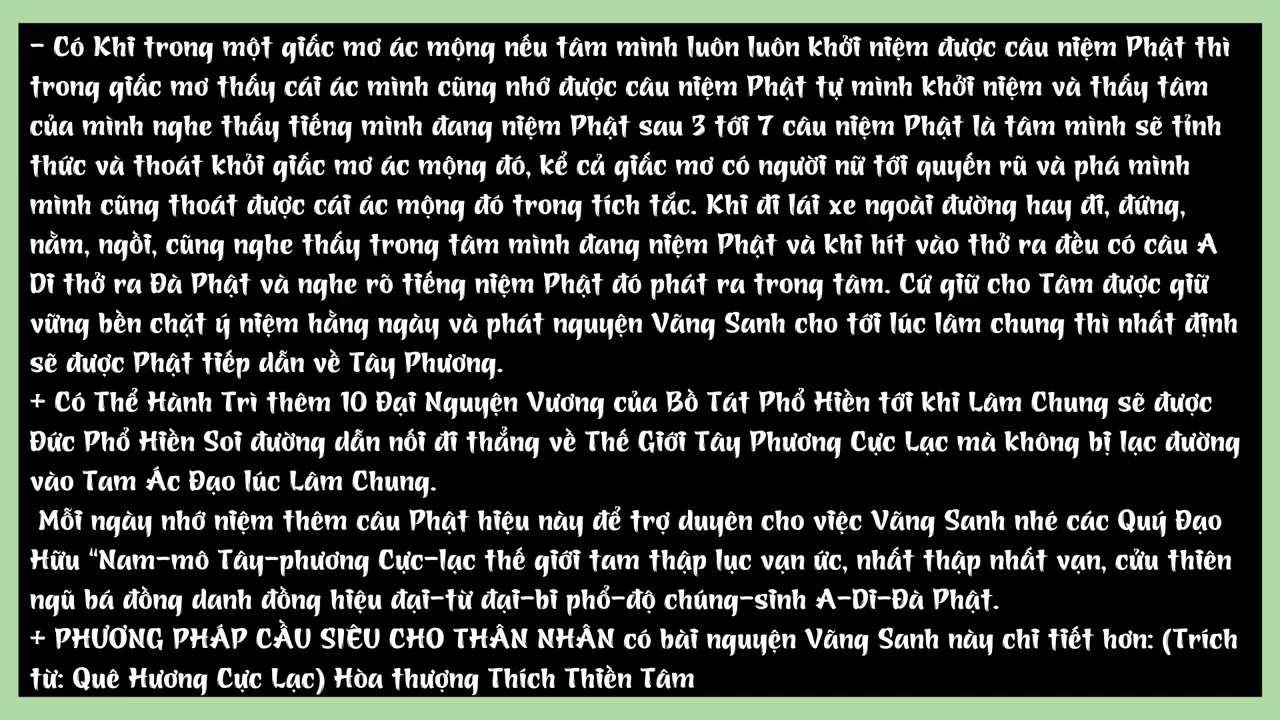 - Có Khi trong một giấc mơ ác mộng nếu tâm mình luôn luôn khởi niệm được câu niệm Phật thì
trong giấc mơ thấy cái ác mình cũng nhớ được câu niệm Phật tự mình khởi niệm và thấy tâm
của mình nghe thấy tiếng mình đang niệm Phật sau 3 tới 7 câu niệm Phật là tâm mình sẽ tỉnh
thức và thoát khỏi giấc mơ ác mộng đó, kể cả giấc mơ có người nữ tới quyến rũ và phá mình
mình cũng thoát được cái ác mộng đó trong tích tắc. Khi đi lái xe ngoài đường hay đi, đứng,
nằm, ngồi, cũng nghe thấy trong tâm mình đang niệm Phật và khi hít vào thở ra đều có câu A
Di thở ra Đà Phật và nghe rõ tiếng niệm Phật đó phát ra trong tâm. Cứ giữ cho Tâm được giữ
vững bền chặt ý niệm hằng ngày và phát nguyện Vãng Sanh cho tới lúc lâm chung thì nhất định
sẽ được Phật tiếp dẫn về Tây Phương.
+ Có Thể Hành Trì thêm 10 Đại Nguyện Vương của Bồ Tát Phổ Hiền tới khi Lâm Chung sẽ được
Đức Phổ Hiền Soi đường dẫn nối đi thẳng về Thế Giới Tây Phương Cực Lạc mà không bị lạc đường
vào Tam Ác Đạo lúc Lâm Chung.
Mỗi ngày nhớ niệm thêm câu Phật hiệu này để trợ duyên cho việc Vãng Sanh nhé các Quý Đạo
Hữu "Nam-mô Tây-phương Cực-lạc thế giới tam thập lục vạn ức, nhất thập nhất vạn, cửu thiên
ngũ bá đồng danh đồng hiệu đại-từ đại-bi phổ-độ chúng-sinh A-Di-Đà Phật.
+ PHƯƠNG PHÁP CẦU SIÊU CHO THÂN NHÂN có bài nguyện Vãng Sanh này chi tiết hơn: (Trích
từ: Quê Hương Cực Lạc) Hòa thượng Thích Thiền Tâm